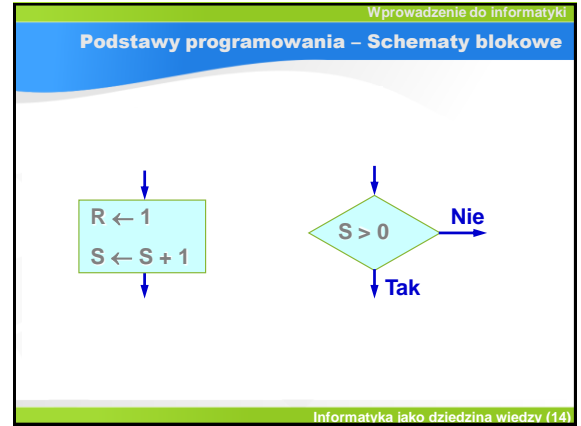 Wprowadzenie do informatyki
Podstawy programowania – Schematy blokowe
R ← 1
S ← S + 1
S > 0
Nie
Tak
Informatyka jako dziedzina wiedzy (14)